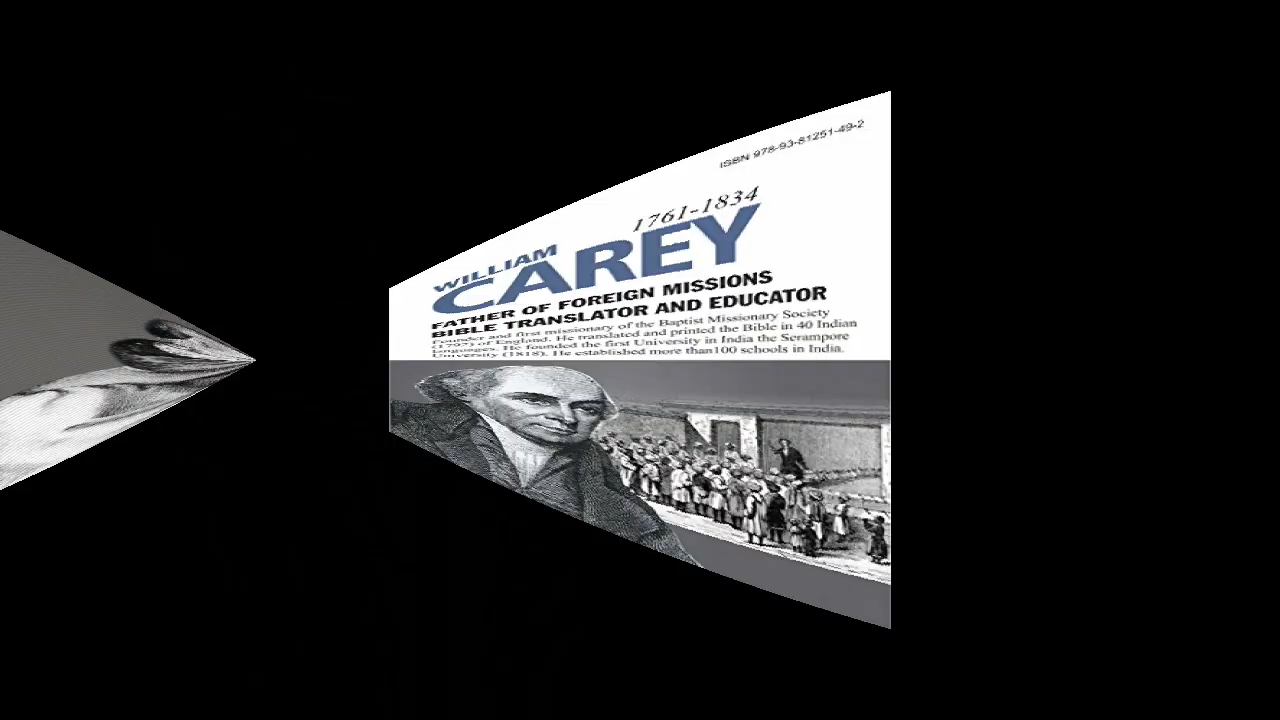 ISBN 978-93-81251-49-2
1761-1834
WILLIAM
CAREY
FATHER OF FOREIGN MISSIONS
BIBLE TRANSLATOR AND EDUCATOR
Founder and first missionary of the Baptist Missionary Society
(1792) of England. He translated and printed the Bible in 40 Indian
Languages. He founded the first University in India the Serampore
University (1818). He established more than100 schools in India.